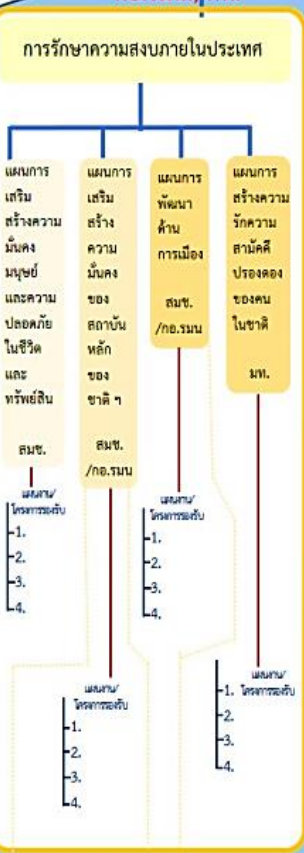 การรักษาความสงบภายในประเทศ
แผนการ
เสริม
สร้างความ
มั่นคง
มนุษย์
และความ
ปลอดภัย
ในชีวิต
และ
ทรัพย์สิน
สมช.
แผนการ
เสริม
สร้าง
ความ
มั่นคง
ของ
สถาบัน
หลัก
ของ
ชาติ ฯ
สมช.
/กอ.รมน
แผนการ
พัฒนา
ด้าน
การเมือง
สมช.
/กอ.รมน
แผนการ
สร้างความ
รักความ
สามัคคี
ปรองดอง
ของคน
ในชาติ
มท.
แผนงาน/
โครงการรองรับ
1.
2.
3.
4.
แผนงาน/
โครงการรองรับ
1.
2.
3.
4.
แผนงาน/
โครงการรองรับ
1.
2.
3.
4.
แผนงาน/
โครงการรองรับ
1.
2.
3.
4.